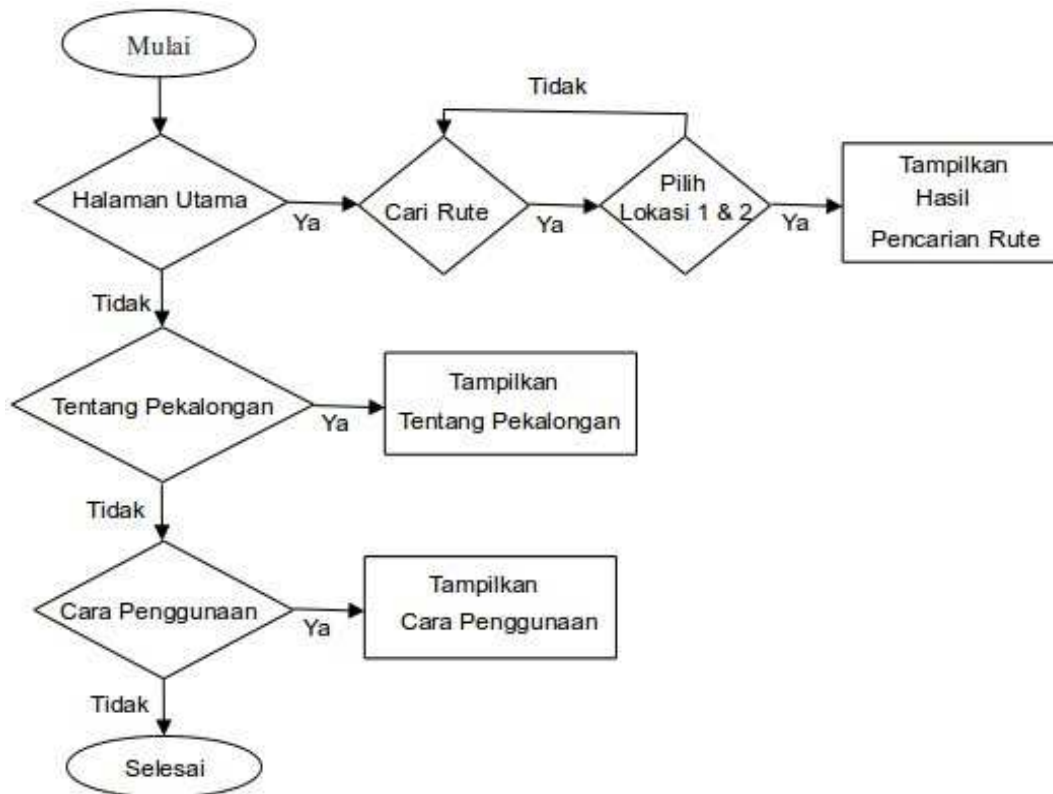 Mulai
Tidak
Halaman Utama
Ya
Cari Rute
Ya
Pilih
Lokasi 1 & 2
Ya
Tampilkan
Hasil
Pencarian Rute
Tidak
Tentang Pekalongan
Ya
Tampilkan
Tentang Pekalongan
Tidak
Cara Penggunaan
Ya
Tampilkan
Cara Penggunaan
Tidak
Selesai